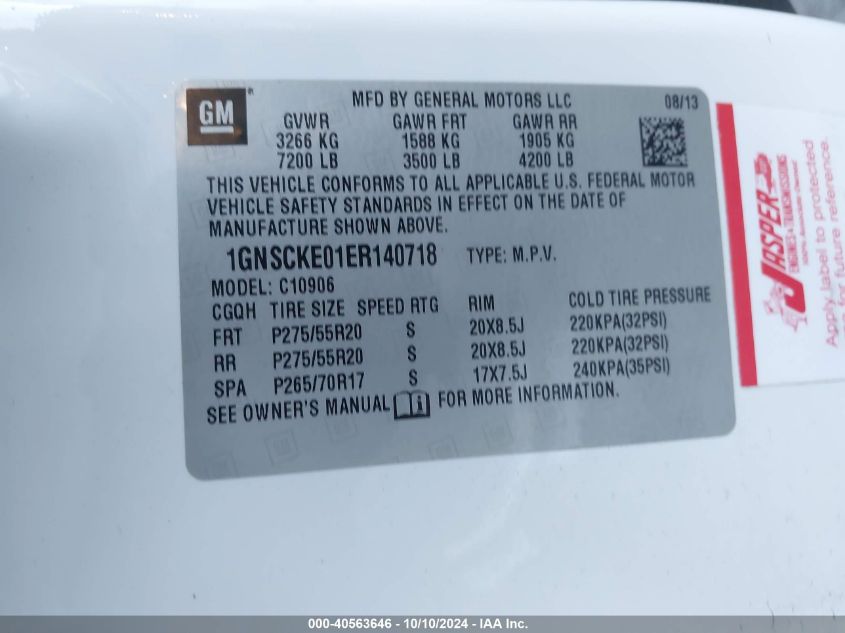 GM ®
MFD BY GENERAL MOTORS LLC 08/13
GVWR GAWR FRT GAWR RR
3266 KG 1588 KG 1905 KG
7200 LB 3500 LB 4200 LB
THIS VEHICLE CONFORMS TO ALL APPLICABLE U.S. FEDERAL MOTOR
VEHICLE SAFETY STANDARDS IN EFFECT ON THE DATE OF
MANUFACTURE SHOWN ABOVE.
1GNSCKE01ER140718 TYPE: M.P.V.
MODEL: C10906
CGQH TIRE SIZE SPEED RTG RIM COLD TIRE PRESSURE
FRT P275/55R20 S 20X8.5J 220KPA(32PSI)
RR P275/55R20 S 20X8.5J 220KPA(32PSI)
SPA P265/70R17 S 17X7.5J 240KPA(35PSI)
SEE OWNER'S MANUAL i FOR MORE INFORMATION.
JASPER
ENGINES & TRANSMISSIONS
Apply label to protected
for future reference.
000-40563646 - 10/10/2024 - IAA Inc.